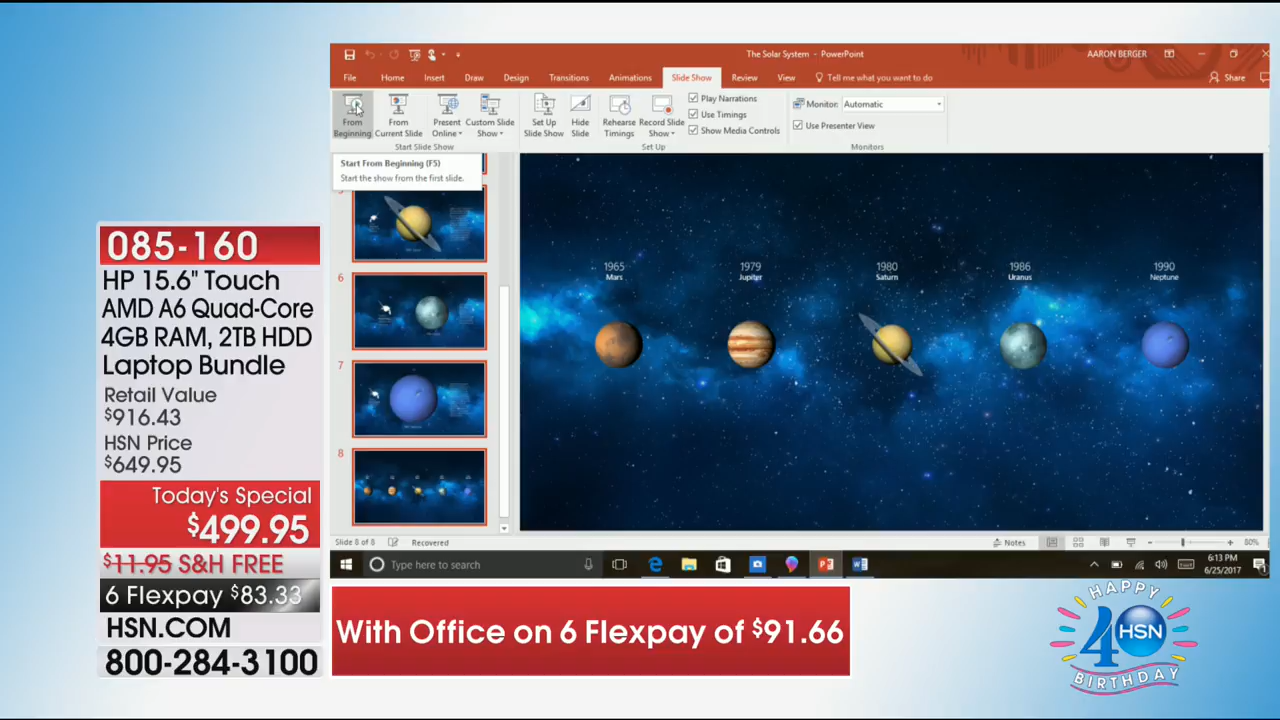 085-160
HP 15.6" Touch
AMD A6 Quad-Core
4GB RAM, 2TB HDD
Laptop Bundle
Retail Value
$916.43
HSN Price
$649.95
Today's Special
$499.95
$11.95 S&H FREE
6 Flexpay $83.33
HSN.COM
800-284-3100
The Solar System - PowerPoint
AARON BERGER
File Home Insert Draw Design Transitions Animations Slide Show Review View Tell me what you want to do Share
From Beginning
From Current Slide
Present Online
Custom Slide Show
Set Up Slide Show
Hide Slide
Rehearse Timings
Record Slide Show
Play Narrations
Use Timings
Show Media Controls
Monitor: Automatic
Use Presenter View
Start Slide Show
Set Up
Monitors
Start From Beginning (F5)
Start the show from the first slide.
6
7
8
1965 1979 1980 1986 1990
Mars Jupiter Saturn Uranus Neptune
Slide 8 of 8 Recovered Notes 80%
Type here to search
6:13 PM
6/25/2017
With Office on 6 Flexpay of $91.66
HAPPY
40 HSN
BIRTHDAY